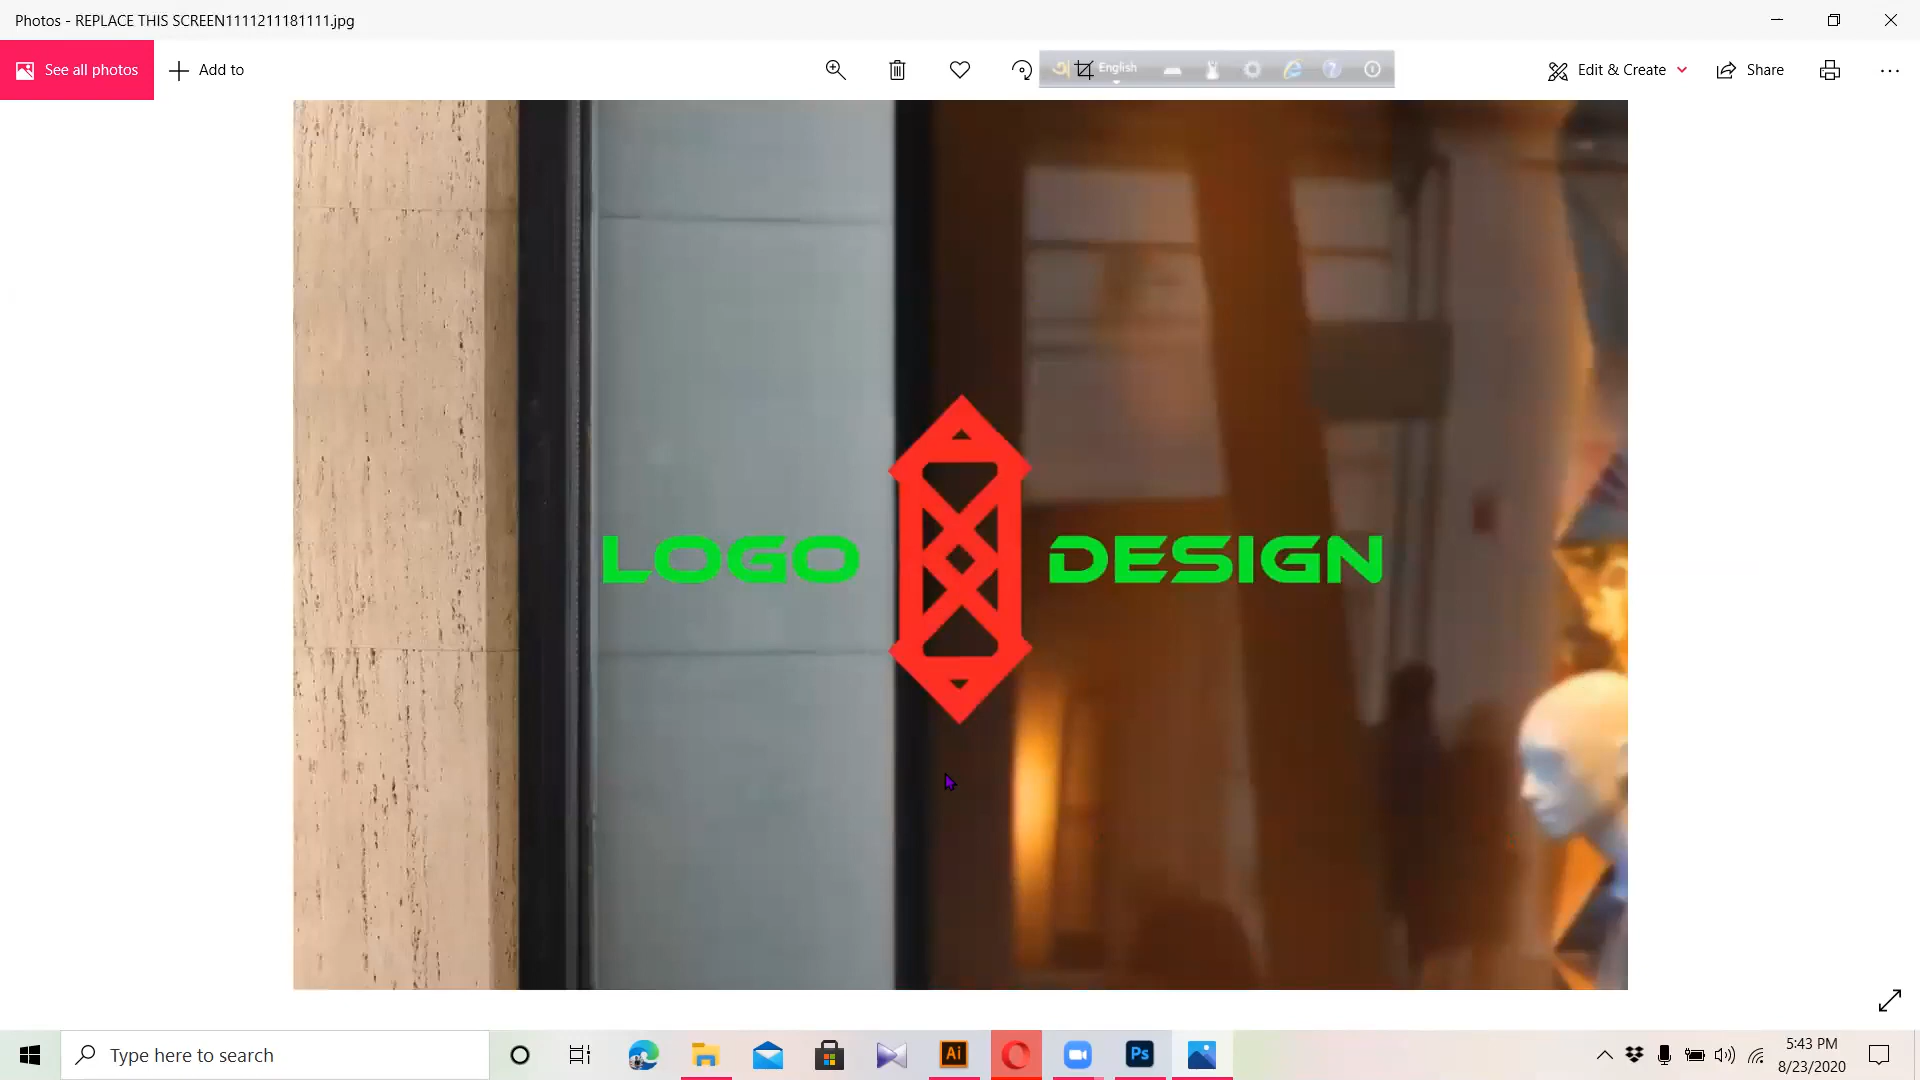 Photos - REPLACE THIS SCREEN1111211181111.jpg
See all photos
Add to
English
Edit & Create
Share
LOGO DESIGN
Type here to search
Ai
Ps
5:43 PM
8/23/2020